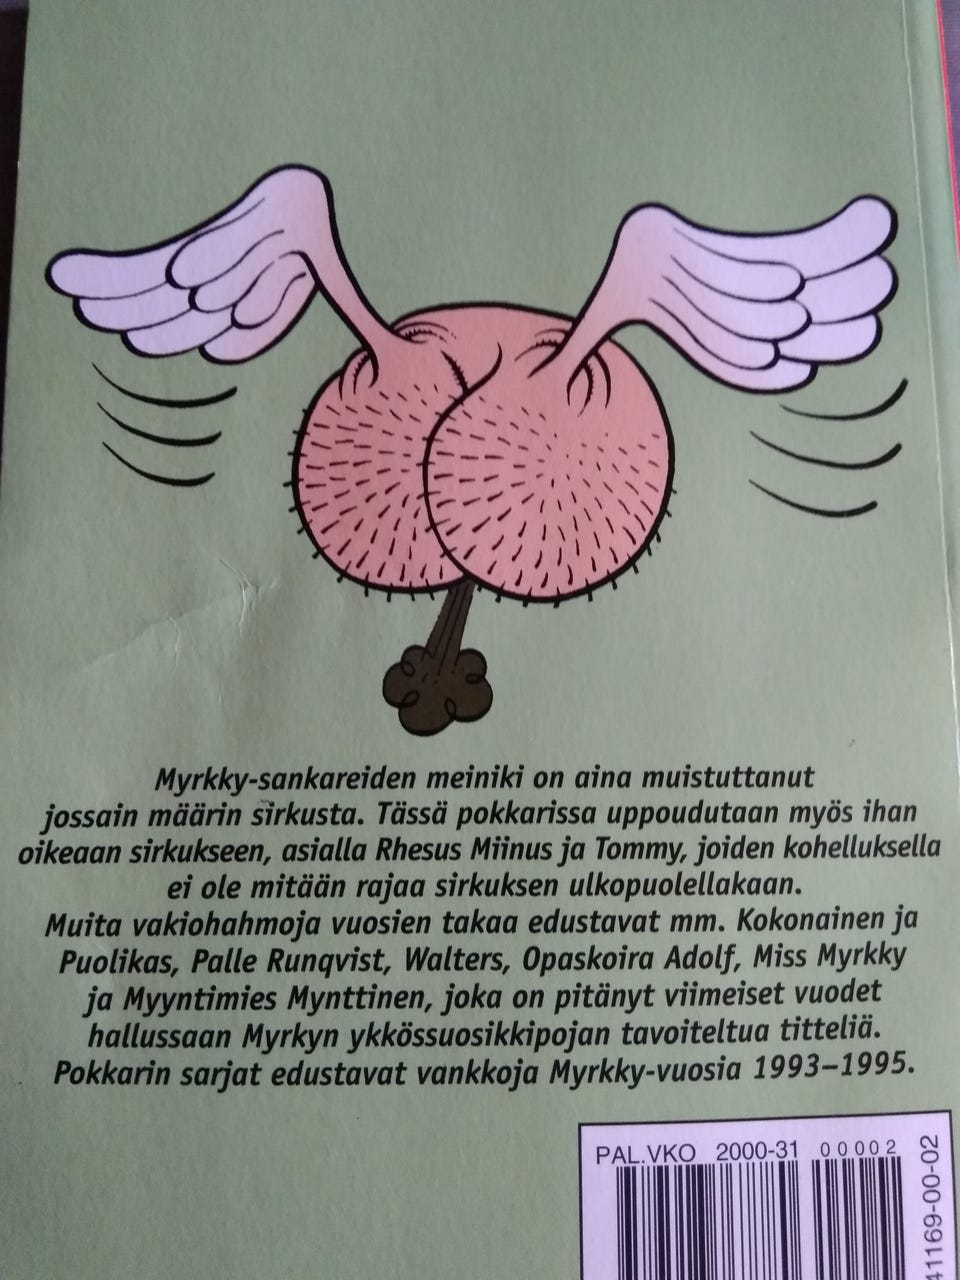 Myrkky-sankareiden meiniki on aina muistuttanut
jossain määrin sirkusta. Tässä pokkarissa uppoudutaan myös ihan
oikeaan sirkukseen, asialla Rhesus Miinus ja Tommy, joiden kohelluksella
ei ole mitään rajaa sirkuksen ulkopuolellakaan.
Muita vakiohahmoja vuosien takaa edustavat mm. Kokonainen ja
Puolikas, Palle Runqvist, Walters, Opaskoira Adolf, Miss Myrkky
ja Myyntimies Mynttinen, joka on pitänyt viimeiset vuodet
hallussaan Myrkyn ykkössuosikkipojan tavoiteltua titteliä.
Pokkarin sarjat edustavat vankkoja Myrkky-vuosia 1993–1995.
PAL.VKO 2000-31 00002
41169-00-02